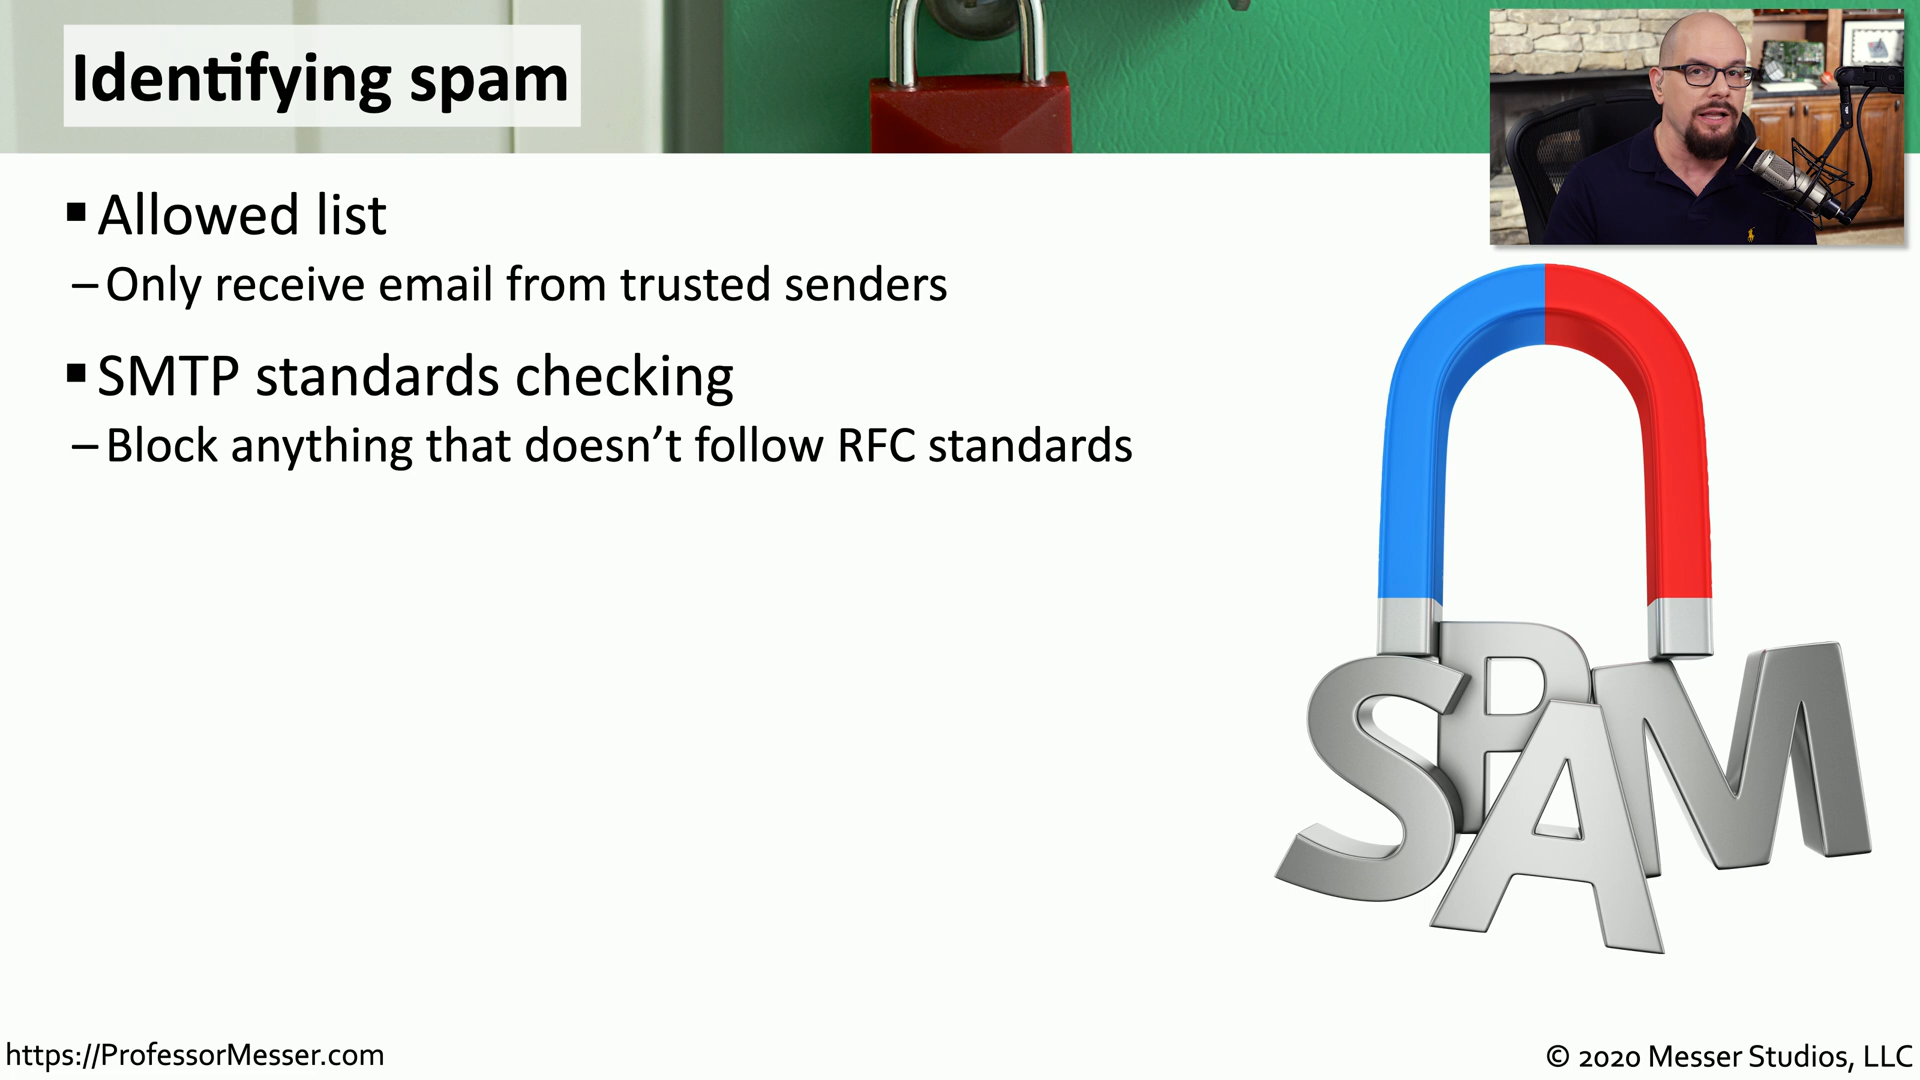 Identifying spam
▪ Allowed list
– Only receive email from trusted senders
▪ SMTP standards checking
– Block anything that doesn’t follow RFC standards
SPAM
https://ProfessorMesser.com
© 2020 Messer Studios, LLC